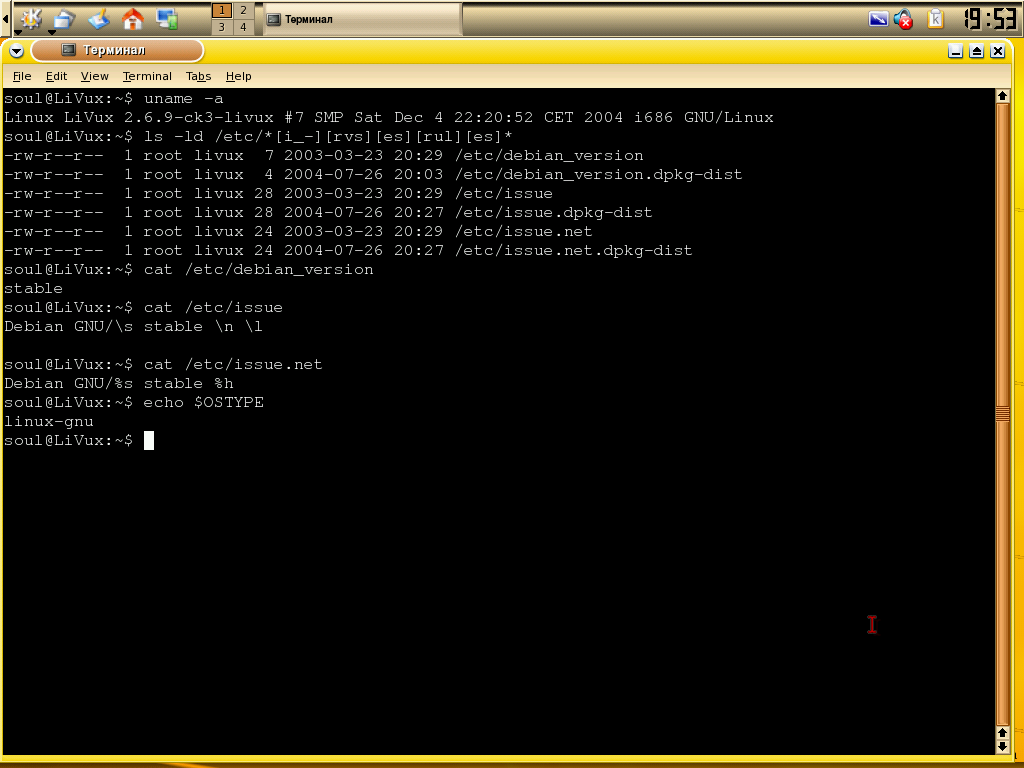 1 2
3 4
Терминал
19:53
Терминал
File Edit View Terminal Tabs Help
soul@LiVux:~$ uname -a
Linux LiVux 2.6.9-ck3-livux #7 SMP Sat Dec 4 22:20:52 CET 2004 i686 GNU/Linux
soul@LiVux:~$ ls -ld /etc/*[i_-][rvs][es][rul][es]*
-rw-r--r--  1 root livux  7 2003-03-23 20:29 /etc/debian_version
-rw-r--r--  1 root livux  4 2004-07-26 20:03 /etc/debian_version.dpkg-dist
-rw-r--r--  1 root livux 28 2003-03-23 20:29 /etc/issue
-rw-r--r--  1 root livux 28 2004-07-26 20:27 /etc/issue.dpkg-dist
-rw-r--r--  1 root livux 24 2003-03-23 20:29 /etc/issue.net
-rw-r--r--  1 root livux 24 2004-07-26 20:27 /etc/issue.net.dpkg-dist
soul@LiVux:~$ cat /etc/debian_version
stable
soul@LiVux:~$ cat /etc/issue
Debian GNU/\s stable \n \l
soul@LiVux:~$ cat /etc/issue.net
Debian GNU/%s stable %h
soul@LiVux:~$ echo $OSTYPE
linux-gnu
soul@LiVux:~$